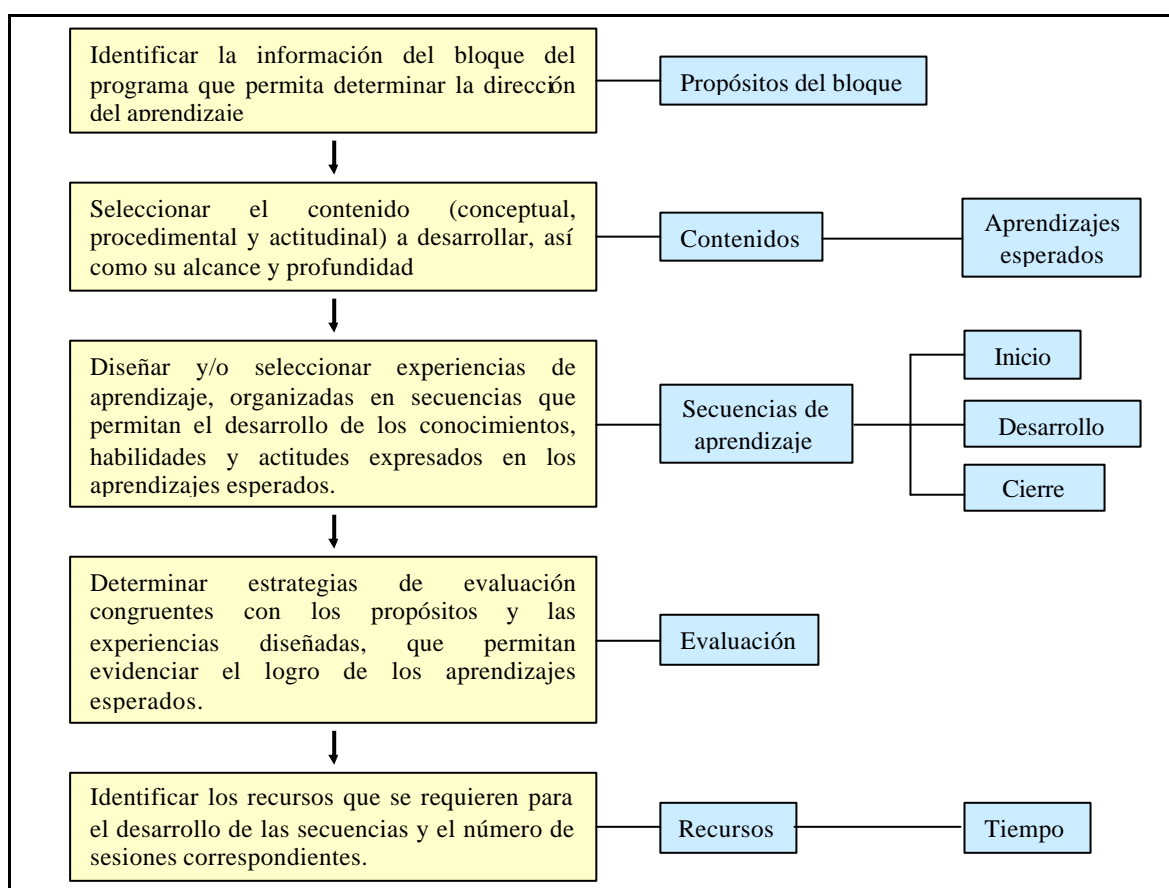 Identificar la información del bloque del
programa que permita determinar la dirección
del aprendizaje
Propósitos del bloque
Seleccionar el contenido (conceptual,
procedimental y actitudinal) a desarrollar, así
como su alcance y profundidad
Contenidos
Aprendizajes
esperados
Diseñar y/o seleccionar experiencias de
aprendizaje, organizadas en secuencias que
permitan el desarrollo de los conocimientos,
habilidades y actitudes expresados en los
aprendizajes esperados.
Secuencias de
aprendizaje
Inicio
Desarrollo
Cierre
Determinar estrategias de evaluación
congruentes con los propósitos y las
experiencias diseñadas, que permitan
evidenciar el logro de los aprendizajes
esperados.
Evaluación
Identificar los recursos que se requieren para
el desarrollo de las secuencias y el número de
sesiones correspondientes.
Recursos
Tiempo